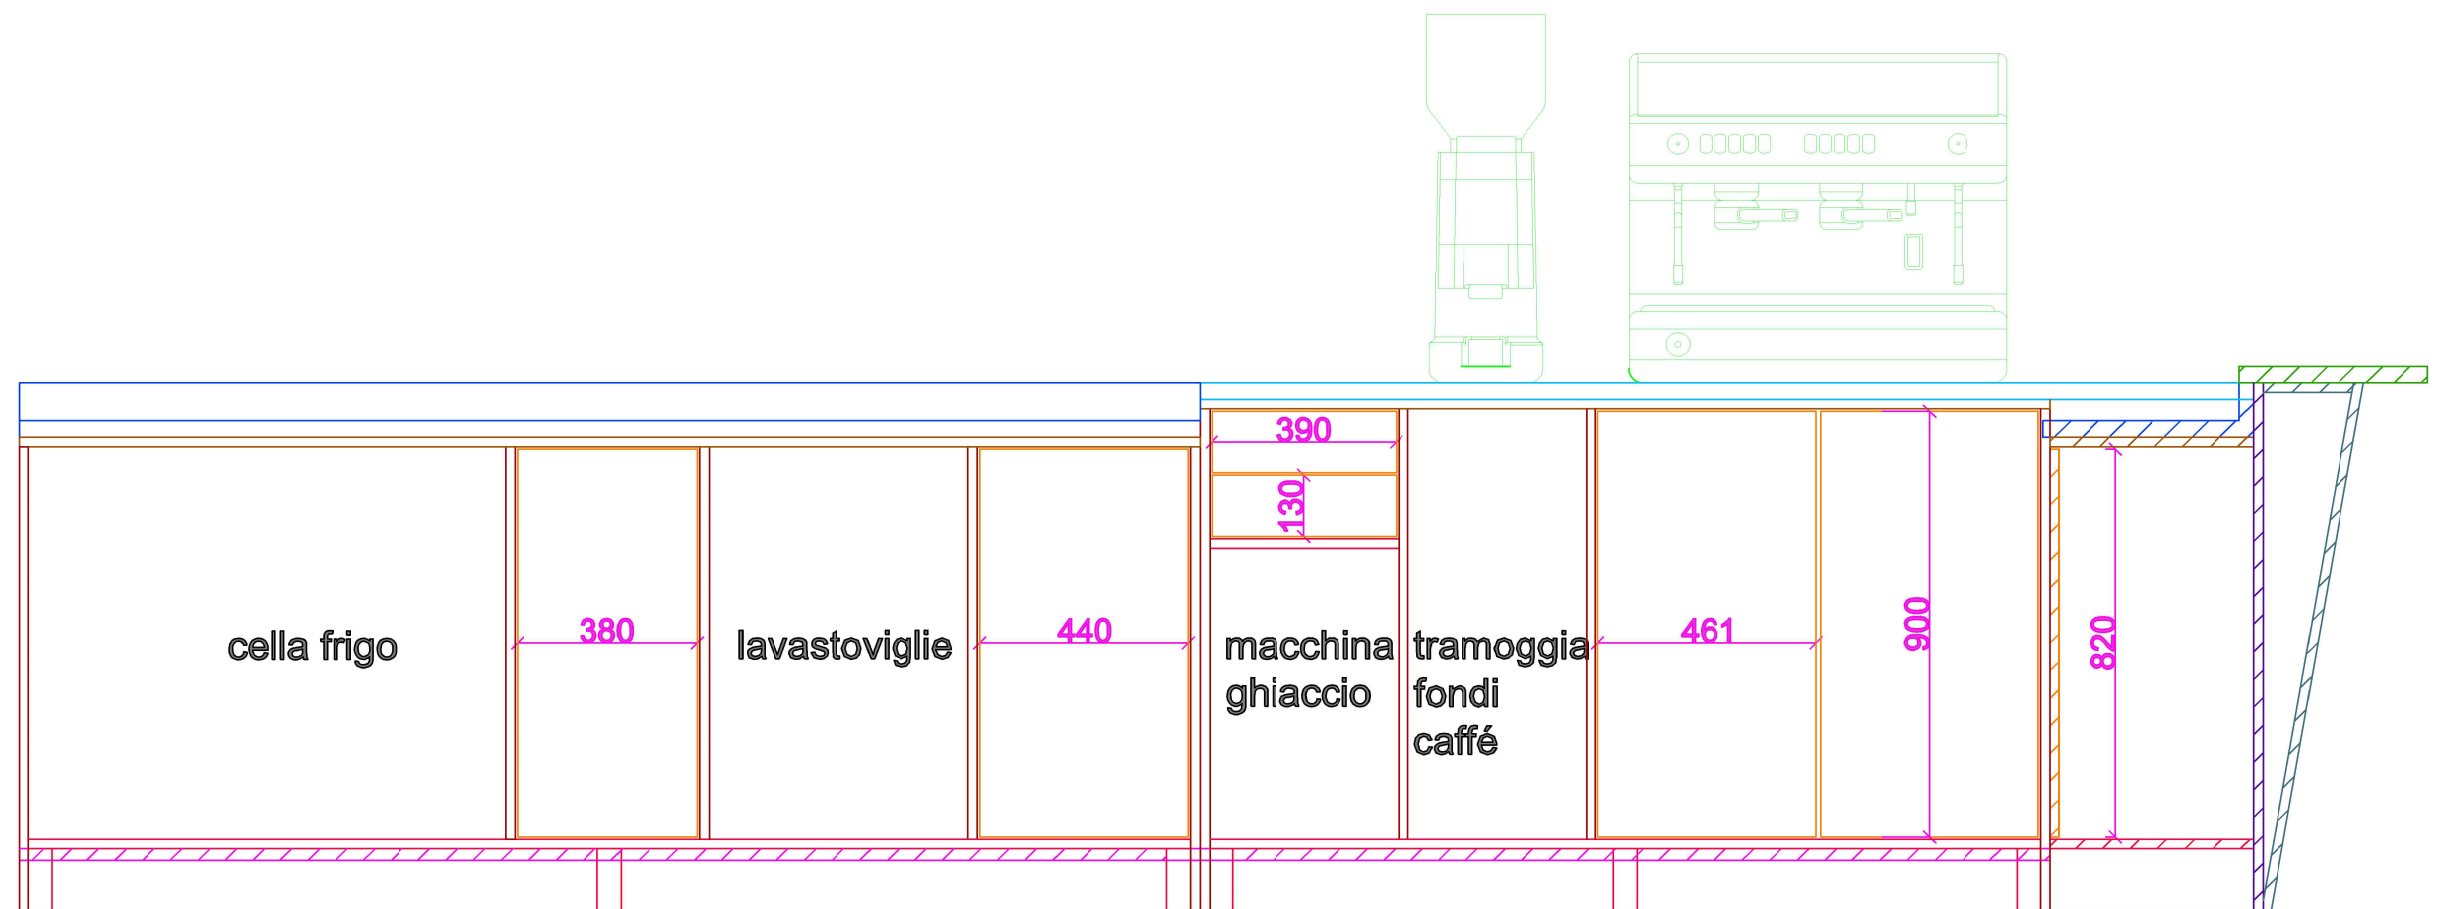 390
130
cella frigo
380
lavastoviglie
440
macchina
ghiaccio
tramoggia
fondi
caffé
461
900
820